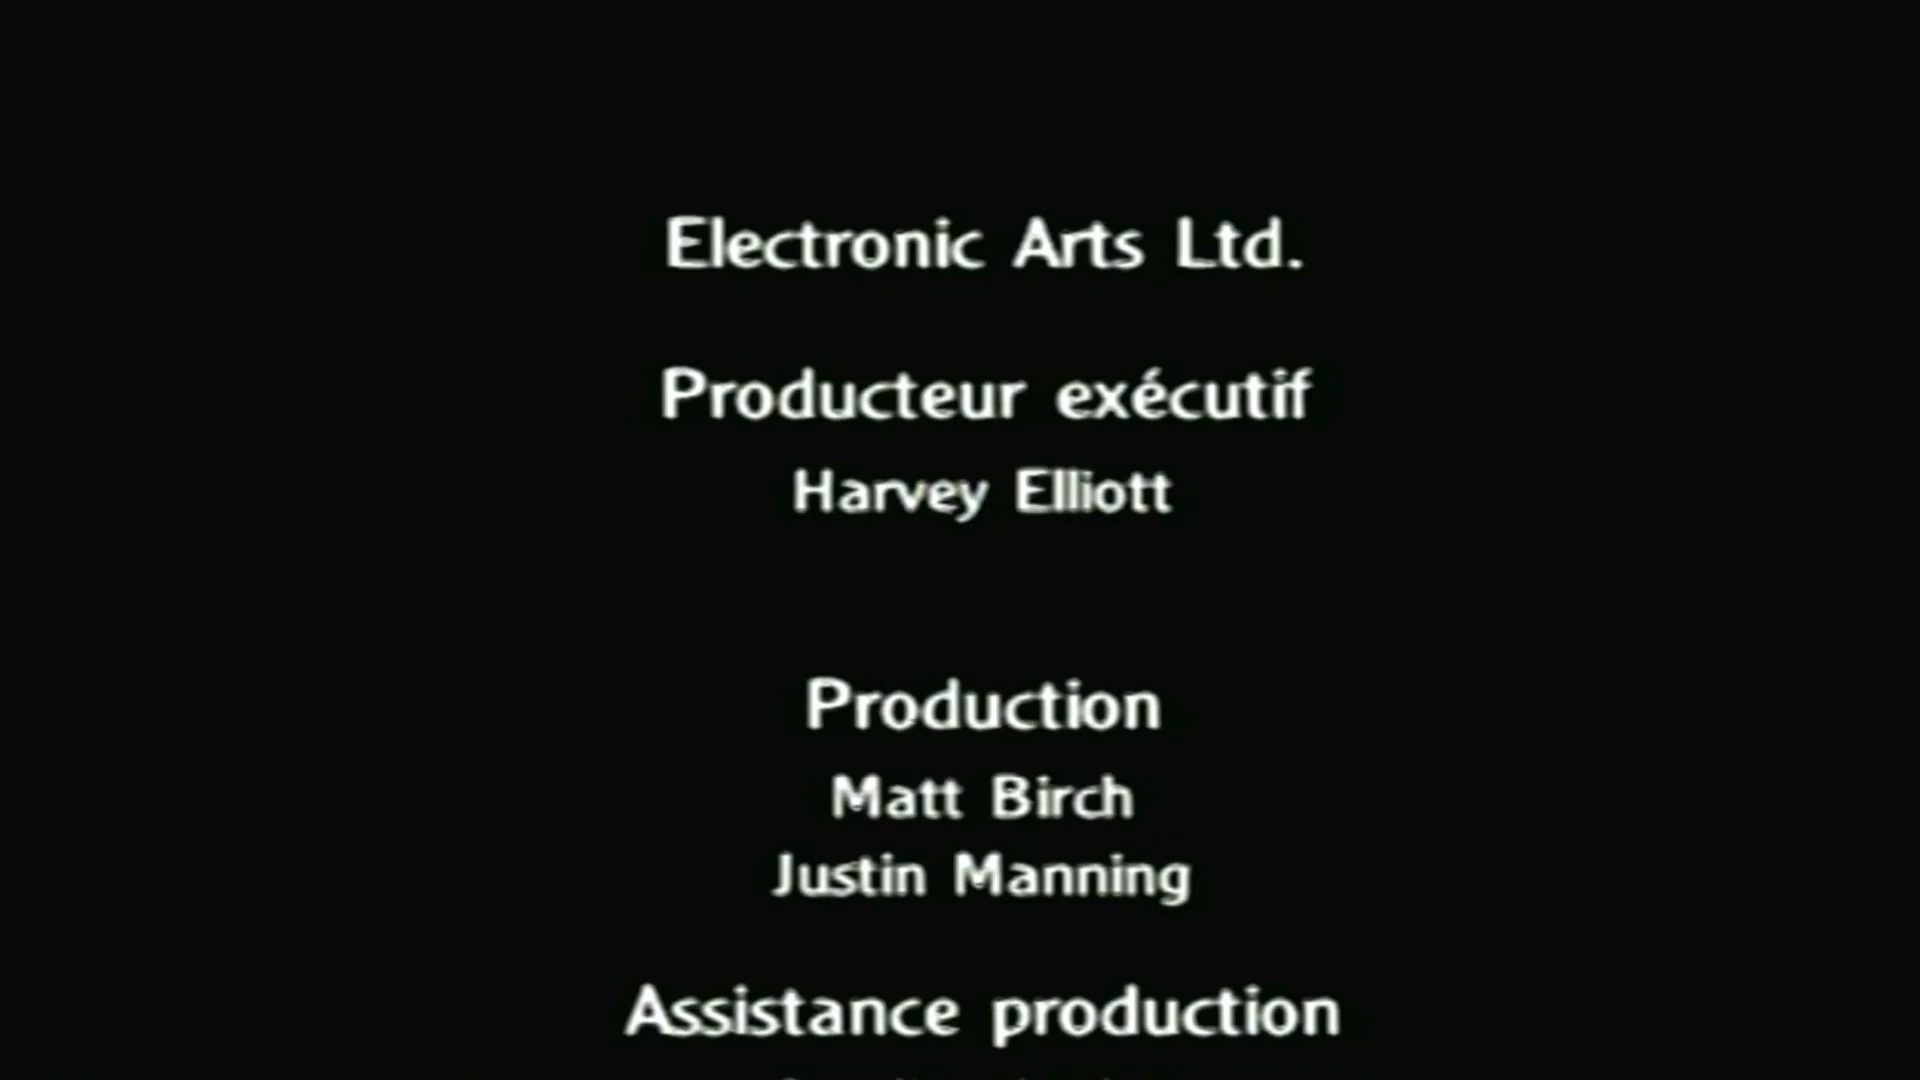 Electronic Arts Ltd.
Producteur exécutif
Harvey Elliott
Production
Matt Birch
Justin Manning
Assistance production